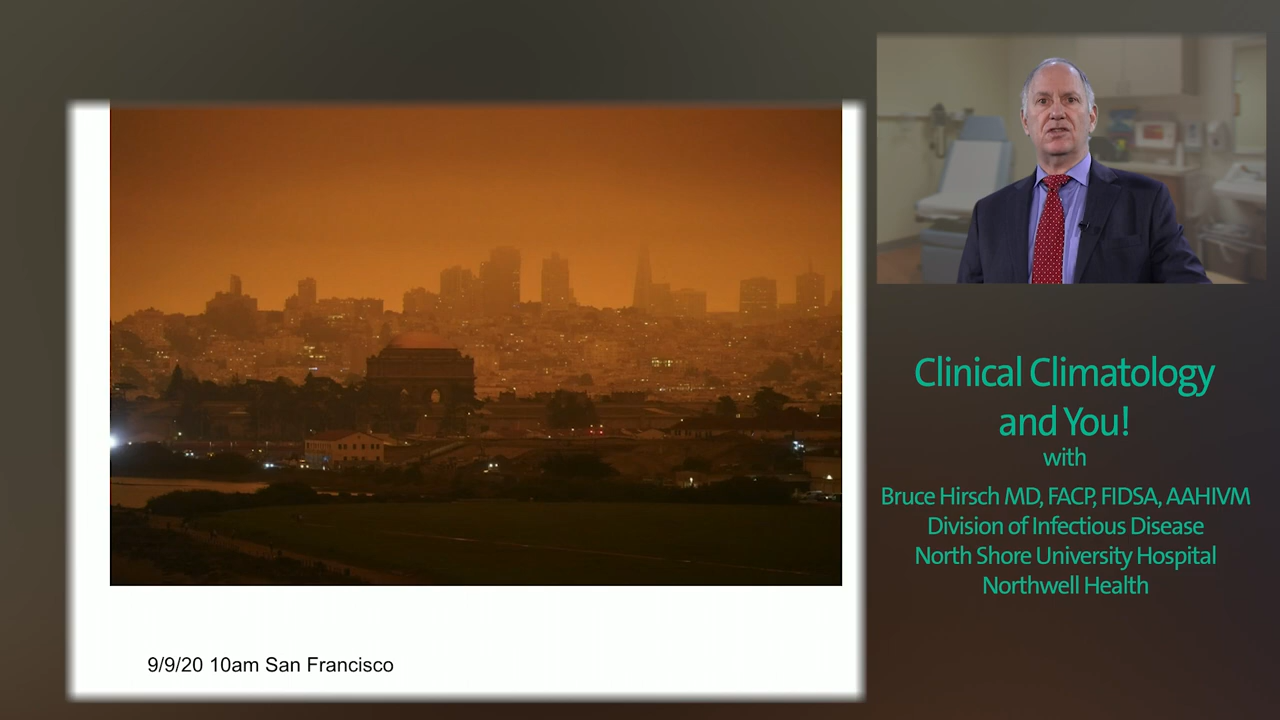 9/9/20 10am San Francisco
Clinical Climatology
and You!
with
Bruce Hirsch MD, FACP, FIDSA, AAHIVM
Division of Infectious Disease
North Shore University Hospital
Northwell Health